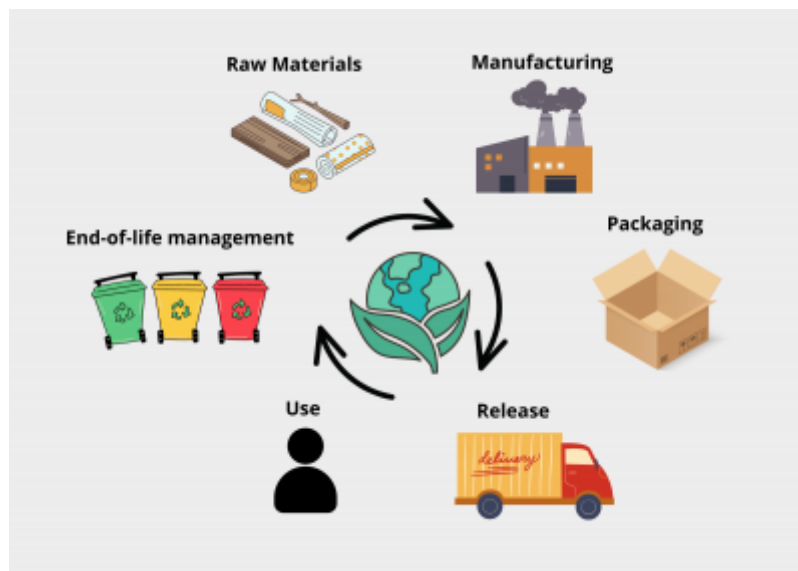 Raw Materials
Manufacturing
Packaging
End-of-life management
Use
Release
delivery